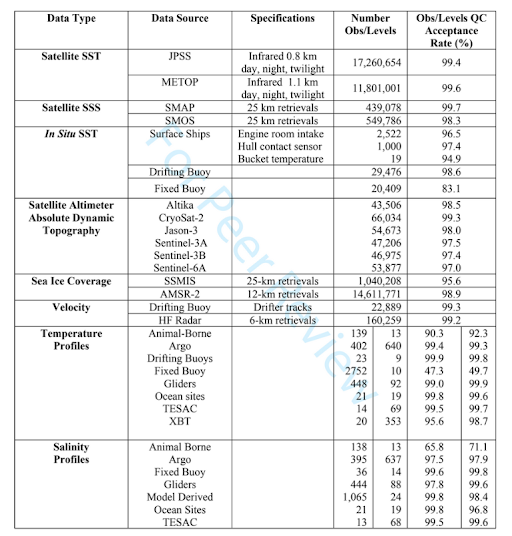 Data Type Data Source Specifications Number Obs/Levels Obs/Levels QC Acceptance Rate (%)
Satellite SST JPSS Infrared 0.8 km day, night, twilight 17,260,654 99.4
METOP Infrared 1.1 km day, night, twilight 11,801,001 99.6
Satellite SSS SMAP 25 km retrievals 439,078 99.7
SMOS 25 km retrievals 549,786 98.3
In Situ SST Surface Ships Engine room intake 2,522 96.5
Hull contact sensor 1,000 97.4
Bucket temperature 19 94.9
Drifting Buoy 29,476 98.6
Fixed Buoy 20,409 83.1
Satellite Altimeter Altika 43,506 98.5
Absolute Dynamic CryoSat-2 66,034 99.3
Topography Jason-3 54,673 98.0
Sentinel-3A 47,206 97.5
Sentinel-3B 46,975 97.4
Sentinel-6A 53,877 97.0
Sea Ice Coverage SSMIS 25-km retrievals 1,040,208 95.6
AMSR-2 12-km retrievals 14,611,771 98.9
Velocity Drifting Buoy Drifter tracks 22,889 99.3
HF Radar 6-km retrievals 160,259 99.2
Temperature Animal-Borne 139 13 90.3 92.3
Profiles Argo 402 640 99.4 99.3
Drifting Buoys 23 9 99.9 99.8
Fixed Buoy 2752 10 47.3 49.7
Gliders 448 92 99.0 99.9
Ocean sites 21 19 99.8 99.6
TESAC 14 69 99.5 99.7
XBT 20 353 95.6 98.7
Salinity Animal Borne 138 13 65.8 71.1
Profiles Argo 395 637 97.5 97.9
Fixed Buoy 36 14 99.6 99.8
Gliders 444 88 97.8 99.6
Model Derived 1,065 24 99.8 98.4
Ocean Sites 21 19 99.8 96.8
TESAC 13 68 99.5 99.6
For Peer Review